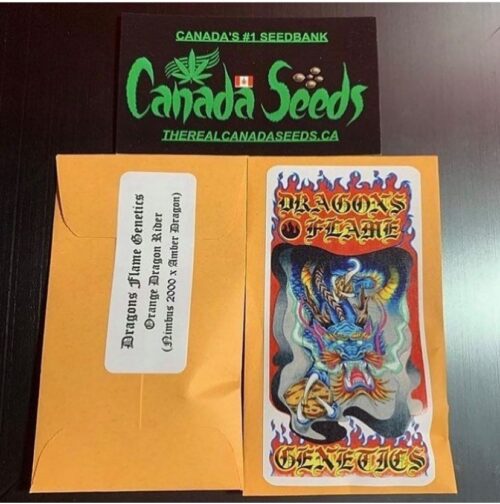 CANADA'S #1 SEEDBANK
Canada Seeds
THEREALCANADASEEDS.CA
Dragons Flame Genetics
Orange Dragon Rider
(Nimbus 2000 x Amber Dragon)
DRAGONS
FLAME
GENETICS